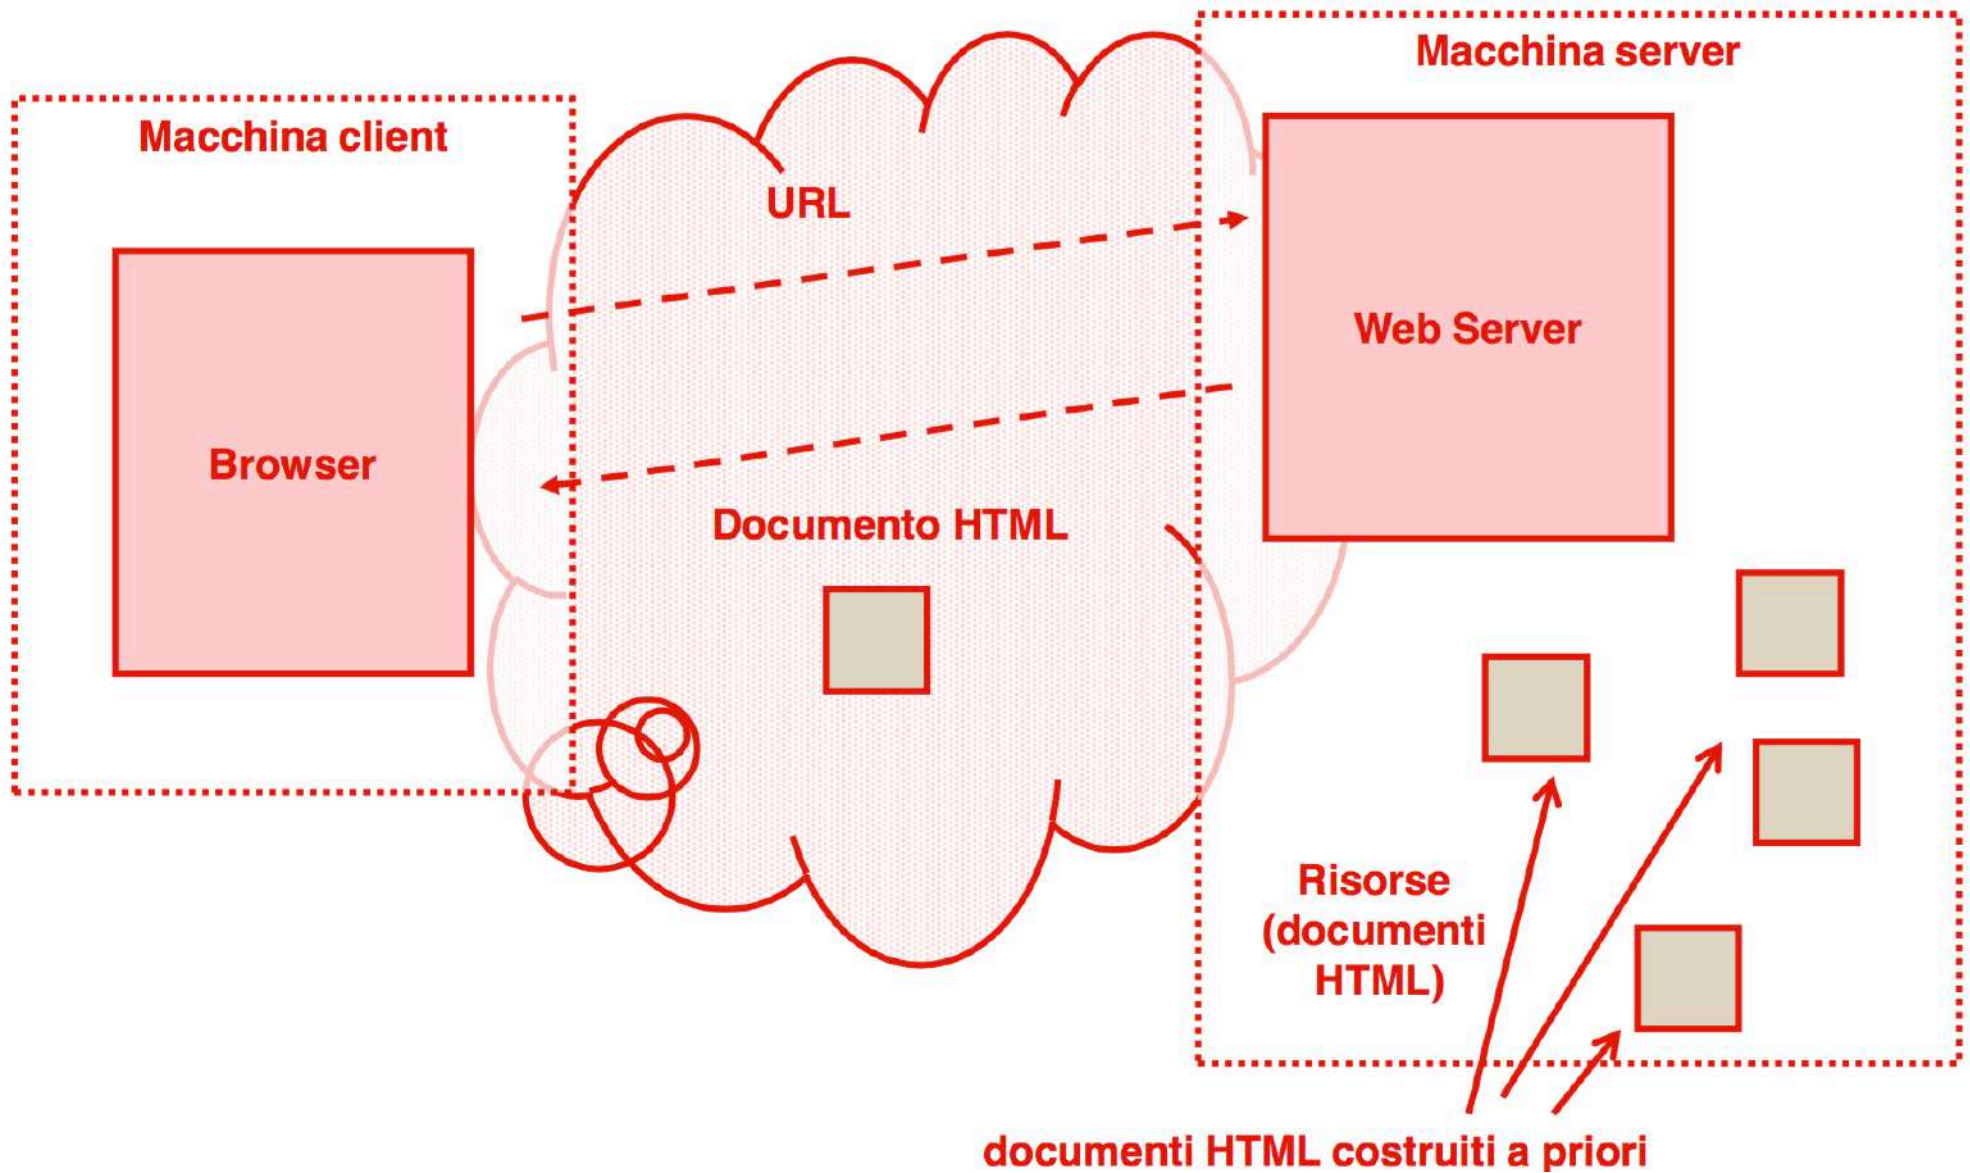 Macchina server
Macchina client
URL
Web Server
Browser
Documento HTML
Risorse
(documenti
HTML)
documenti HTML costruiti a priori